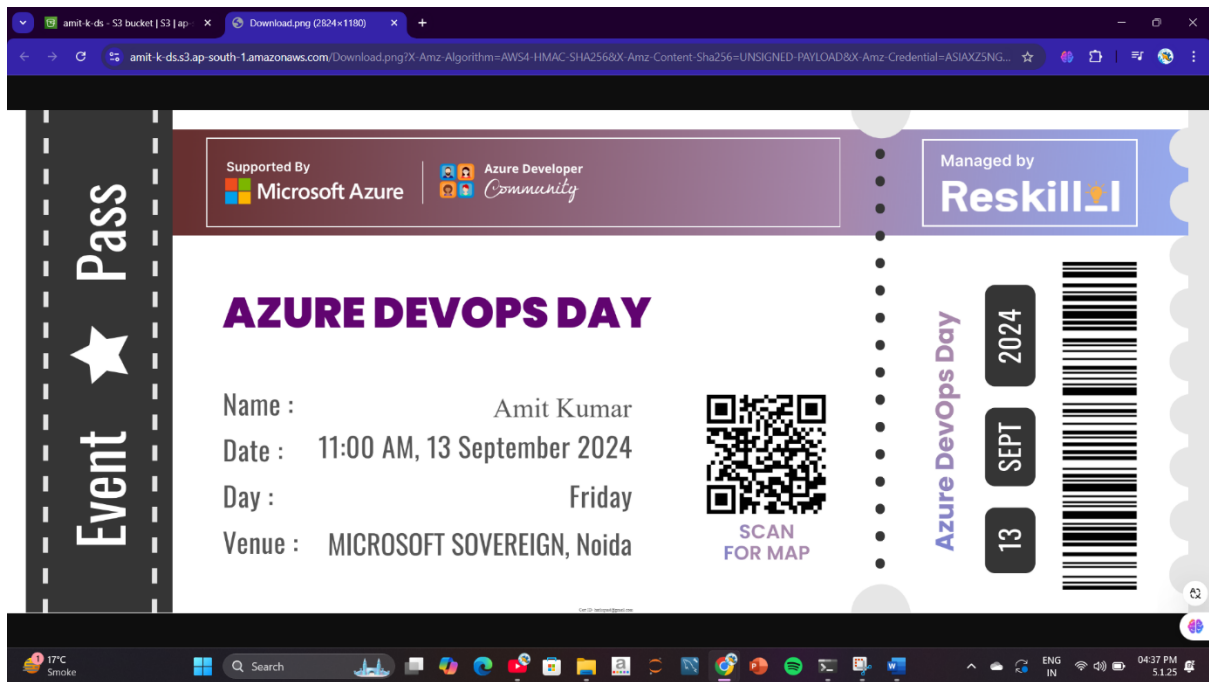 amit-k-ds - S3 bucket | S3 | ap-s
Download.png (2824×1180)
amit-k-ds.s3.ap-south-1.amazonaws.com/Download.png?X-Amz-Algorithm=AWS4-HMAC-SHA256&X-Amz-Content-Sha256=UNSIGNED-PAYLOAD&X-Amz-Credential=ASIAXZ5NG...
Event ★ Pass
Supported By
Microsoft Azure
Azure Developer
Community
Managed by
Reskilll
AZURE DEVOPS DAY
Name : Amit Kumar
Date : 11:00 AM, 13 September 2024
Day : Friday
Venue : MICROSOFT SOVEREIGN, Noida
SCAN
FOR MAP
Azure DevOps Day
13 SEPT 2024
1
17°C
Smoke
Search
ENG
IN
04:37 PM
5.1.25